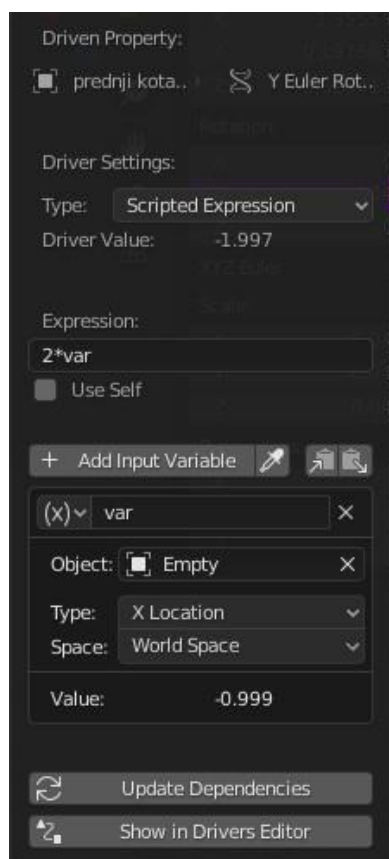 Driven Property:
prednji kota.. Y Euler Rot..
Driver Settings:
Type: Scripted Expression
Driver Value: -1.997
Expression:
2*var
Use Self
+ Add Input Variable
(x) var
Object: Empty
Type: X Location
Space: World Space
Value: -0.999
Update Dependencies
Show in Drivers Editor